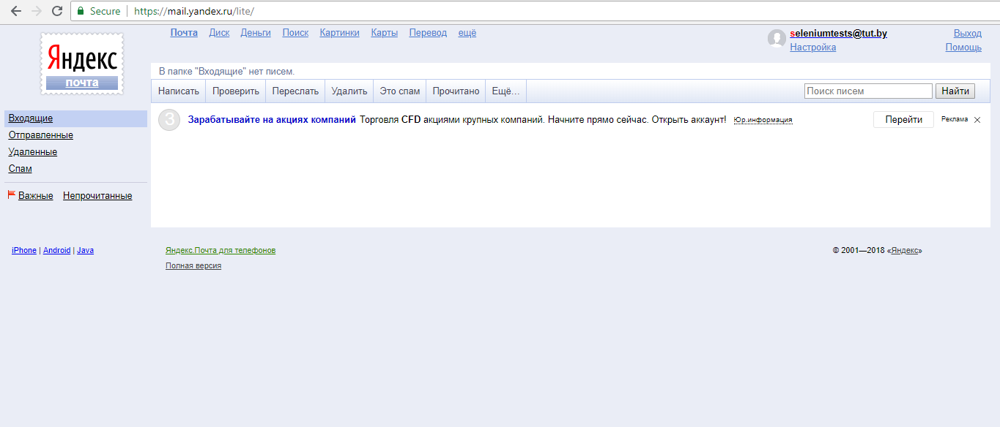 Secure https://mail.yandex.ru/lite/
Почта Диск Деньги Поиск Картинки Карты Перевод ещё
seleniumtests@tut.by Выход
Настройка Помощь
Яндекс
почта
В папке "Входящие" нет писем.
Написать Проверить Переслать Удалить Это спам Прочитано Ещё... Поиск писем Найти
Входящие
Отправленные
Удаленные
Спам
Важные Непрочитанные
З Зарабатывайте на акциях компаний Торговля CFD акциями крупных компаний. Начните прямо сейчас. Открыть аккаунт! Юр.информация Перейти Реклама
iPhone | Android | Java
Яндекс.Почта для телефонов
Полная версия
© 2001—2018 «Яндекс»